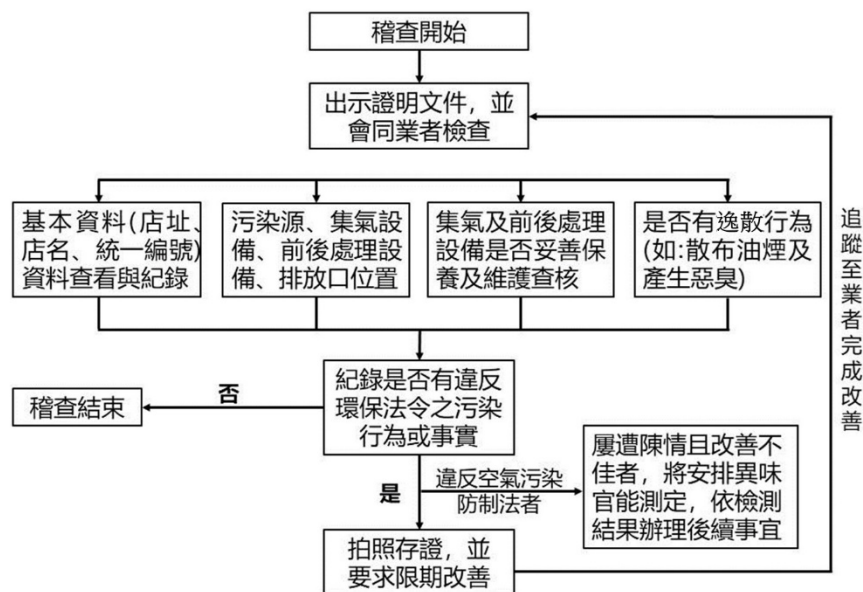 稽查開始
出示證明文件，並
會同業者檢查
基本資料(店址、
店名、統一編號)
資料查看與紀錄
污染源、集氣設
備、前後處理設
備、排放口位置
集氣及前後處理
設備是否妥善保
養及維護查核
是否有逸散行為
(如:散布油煙及
產生惡臭)
追蹤至業者完成改善
紀錄是否有違反
環保法令之污染
行為或事實
否
稽查結束
是
違反空氣污染
防制法者
屢遭陳情且改善不
佳者，將安排異味
官能測定，依檢測
結果辦理後續事宜
拍照存證，並
要求限期改善